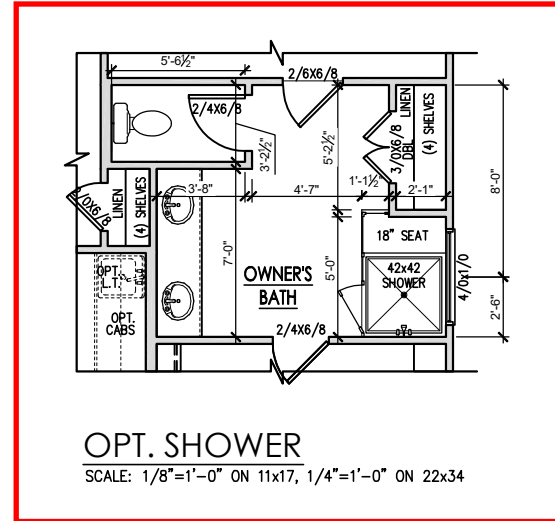 5'-6½"
2/6X6/8
2/4X6/8
3'-2½"
5'-2½"
3/0X6/8
DBL
LINEN
(4) SHELVES
8'-0"
2/0X6/8
LINEN
(4) SHELVES
3'-8"
4'-7"
1'-1½"
2'-1"
18" SEAT
42x42
SHOWER
4/0x1/0
7'-0"
5'-0"
OWNER'S
BATH
OPT.
L.T.
OPT.
CABS
2/4X6/8
2'-6"
OPT. SHOWER
SCALE: 1/8"=1'-0" ON 11x17, 1/4"=1'-0" ON 22x34